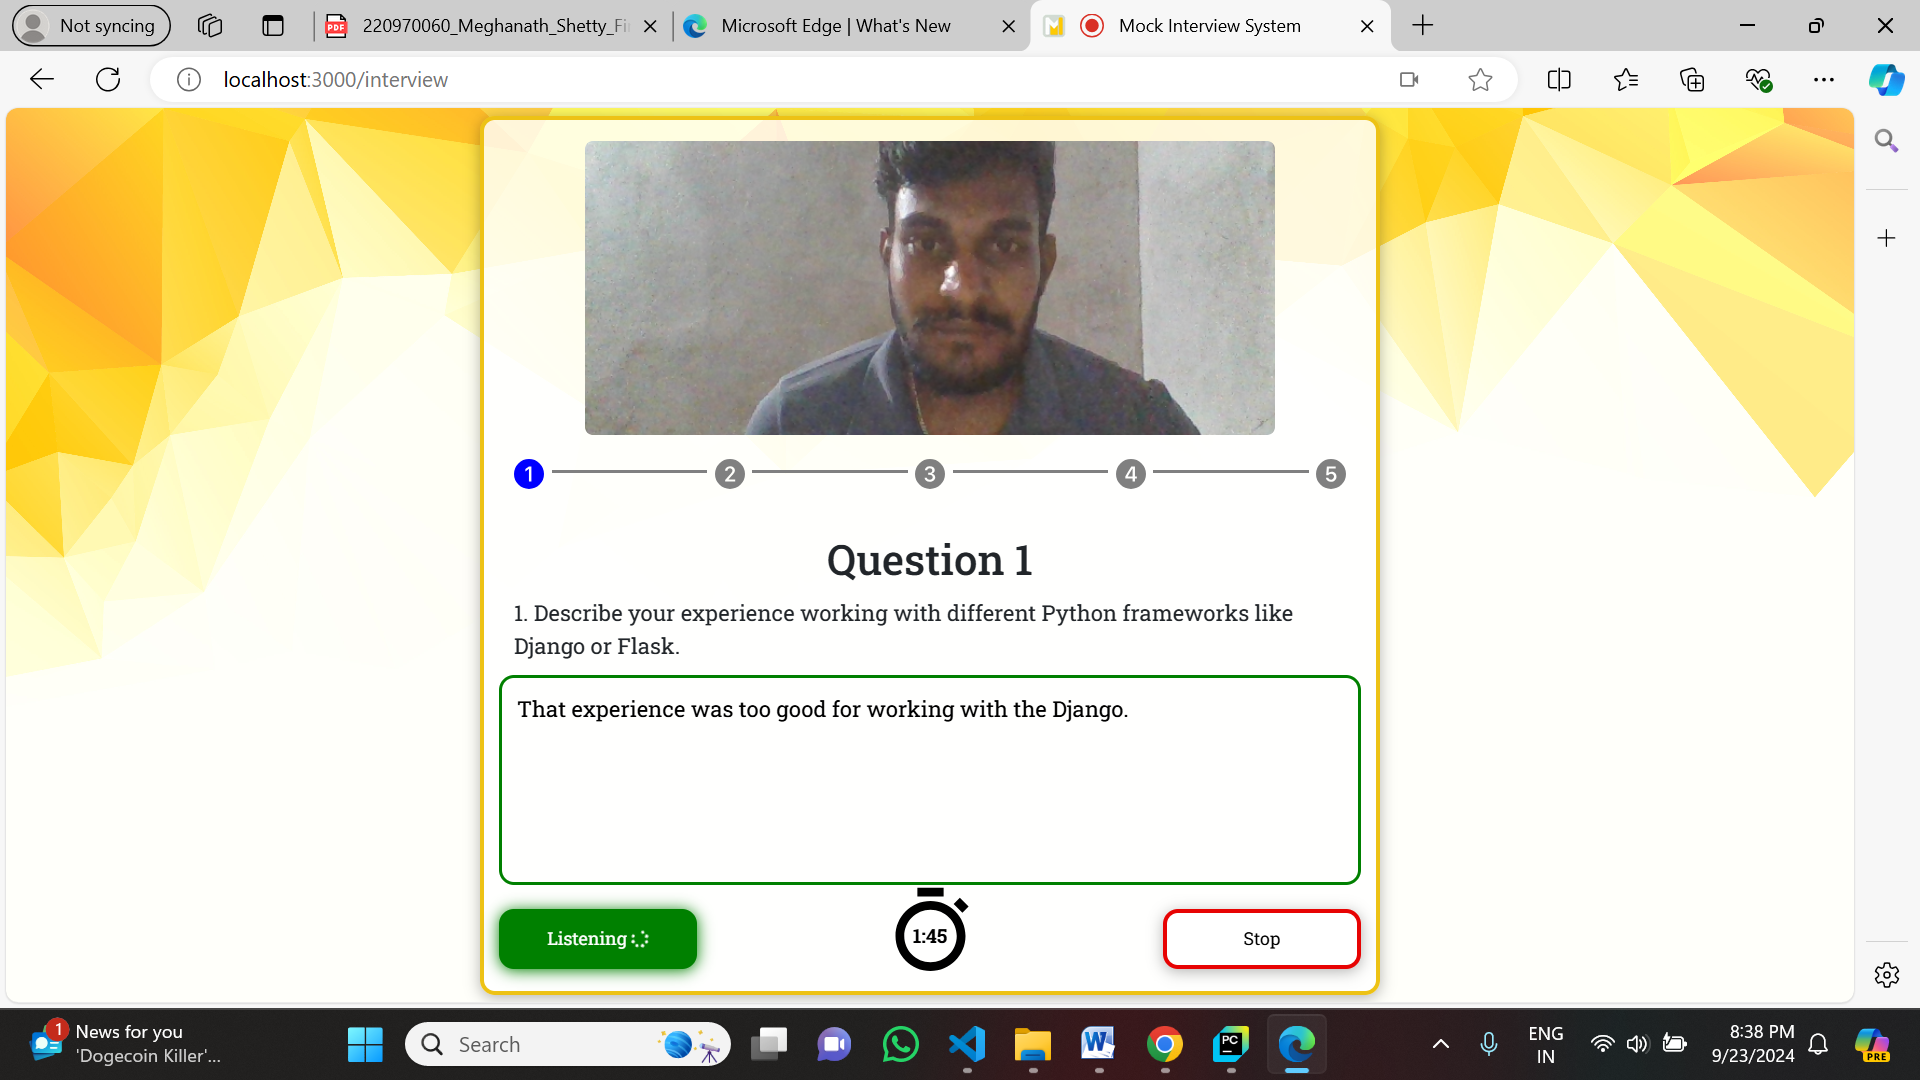 Not syncing
220970060_Meghanath_Shetty_Fi
Microsoft Edge | What's New
Mock Interview System
localhost:3000/interview
1 2 3 4 5
Question 1
1. Describe your experience working with different Python frameworks like
Django or Flask.
That experience was too good for working with the Django.
Listening
1:45
Stop
1
News for you
'Dogecoin Killer'...
Search
PC
ENG
IN
8:38 PM
9/23/2024
PRE